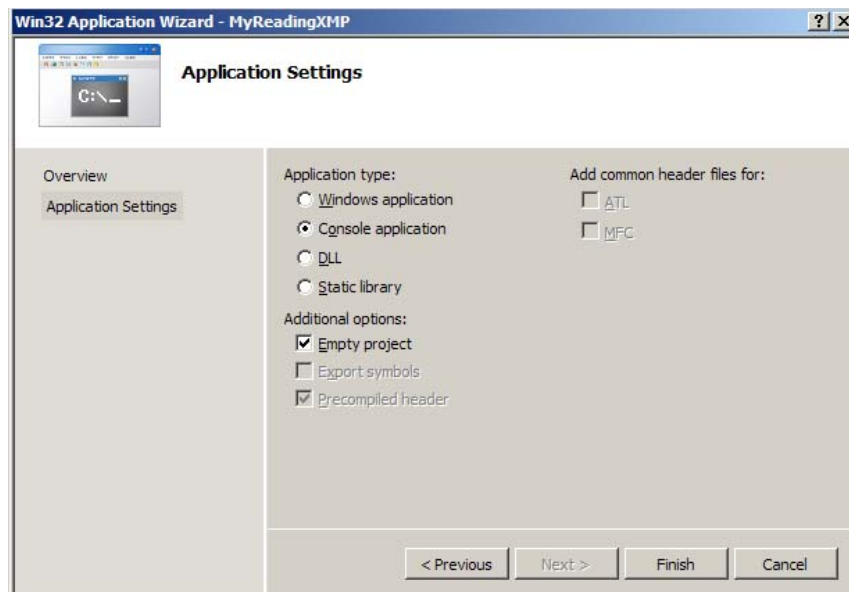 Win32 Application Wizard - MyReadingXMP
Application Settings
C:\_
Overview
Application Settings
Application type:
Windows application
Console application
DLL
Static library
Additional options:
Empty project
Export symbols
Precompiled header
Add common header files for:
ATL
MFC
< Previous
Next >
Finish
Cancel